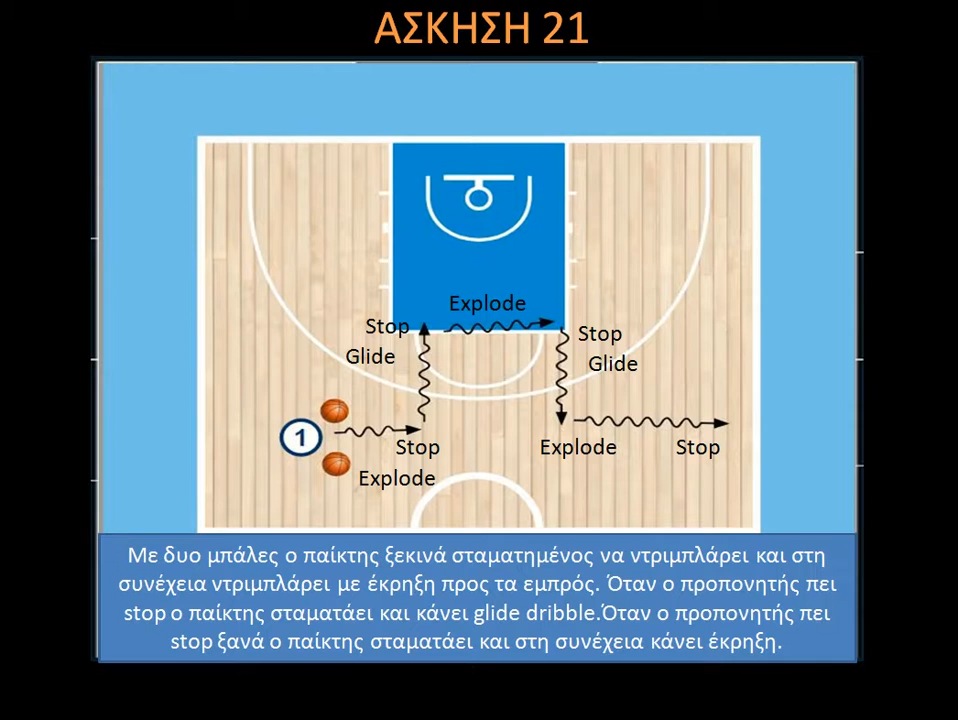 ΑΣΚΗΣΗ 21
Explode
Stop
Stop
Glide
Glide
1
Stop
Explode
Stop
Explode
Με δυο μπάλες ο παίκτης ξεκινά σταματημένος να ντριμπλάρει και στη
συνέχεια ντριμπλάρει με έκρηξη προς τα εμπρός. Όταν ο προπονητής πει
stop ο παίκτης σταματάει και κάνει glide dribble.Όταν ο προπονητής πει
stop ξανά ο παίκτης σταματάει και στη συνέχεια κάνει έκρηξη.